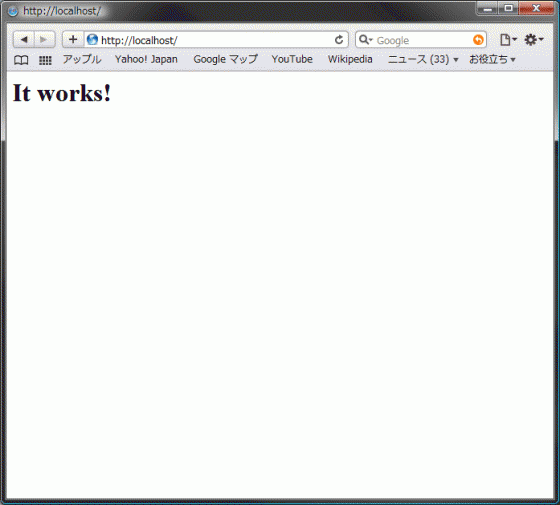 http://localhost/
http://localhost/
Google
アップル Yahoo! Japan Google マップ YouTube Wikipedia ニュース (33) お役立ち
It works!